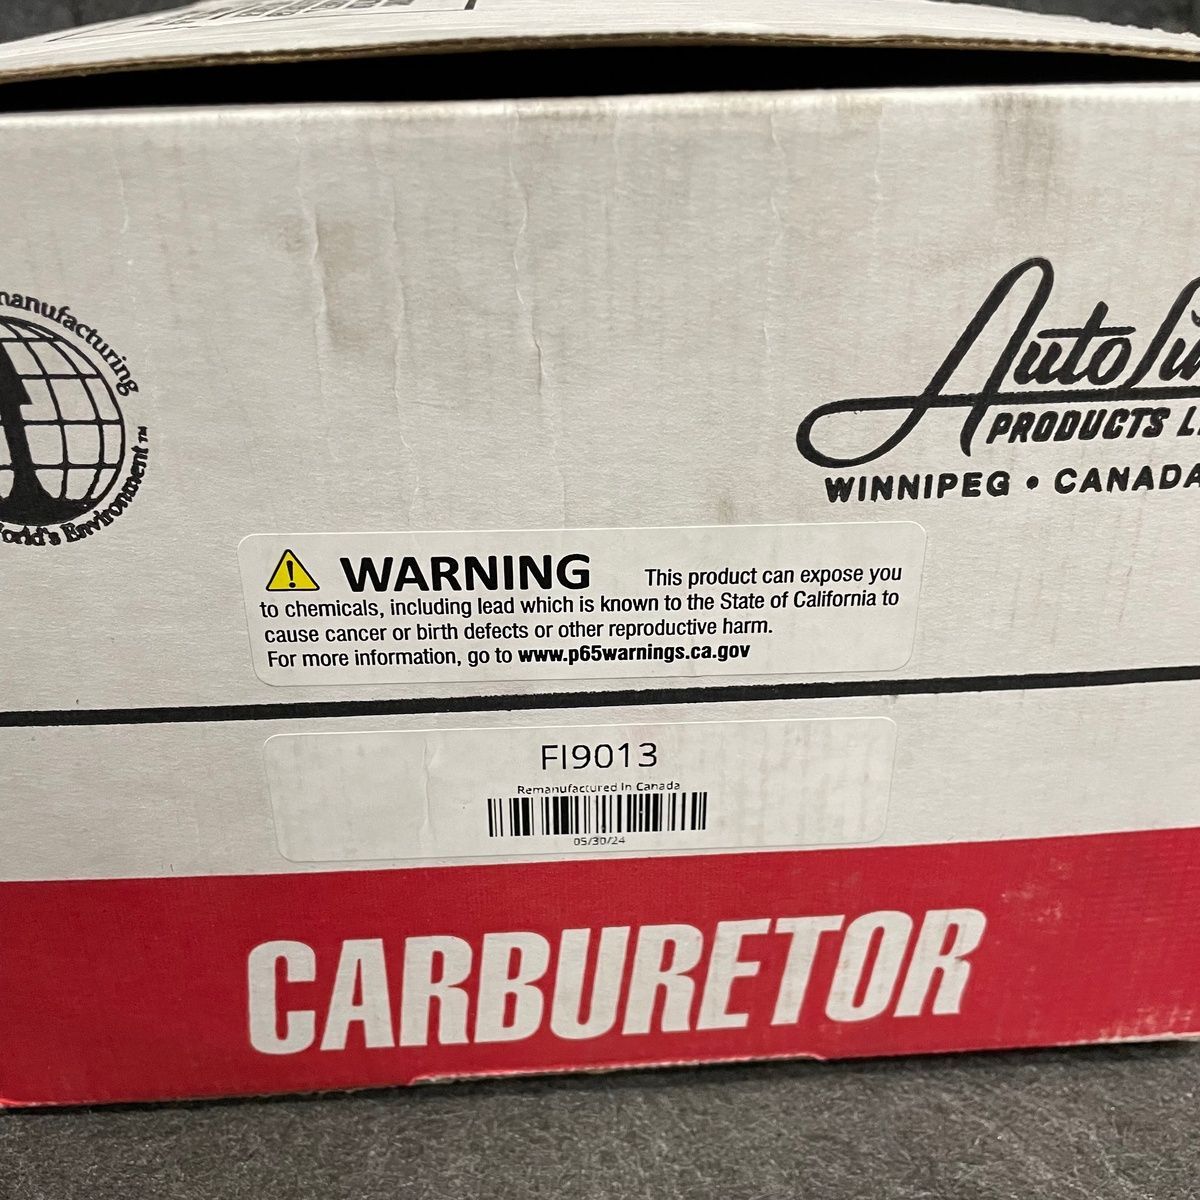 manufacturing
World's Environment™
Auto
PRODUCTS
WINNIPEG • CANADA
WARNING This product can expose you
to chemicals, including lead which is known to the State of California to
cause cancer or birth defects or other reproductive harm.
For more information, go to www.p65warnings.ca.gov
FI9013
Remanufactured In Canada
05/30/24
CARBURETOR